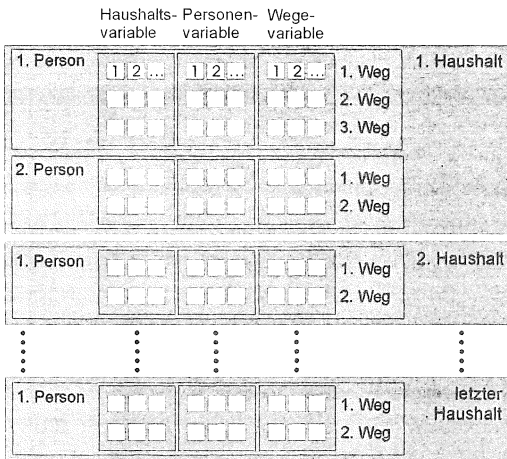 Haushalts- Personen- Wege-
variable variable variable
1. Person 1 2 ... 1 2 ... 1 2 ... 1. Weg 1. Haushalt
2. Weg
3. Weg
2. Person 1. Weg
2. Weg
1. Person 1. Weg 2. Haushalt
2. Weg
1. Person 1. Weg letzter
2. Weg Haushalt